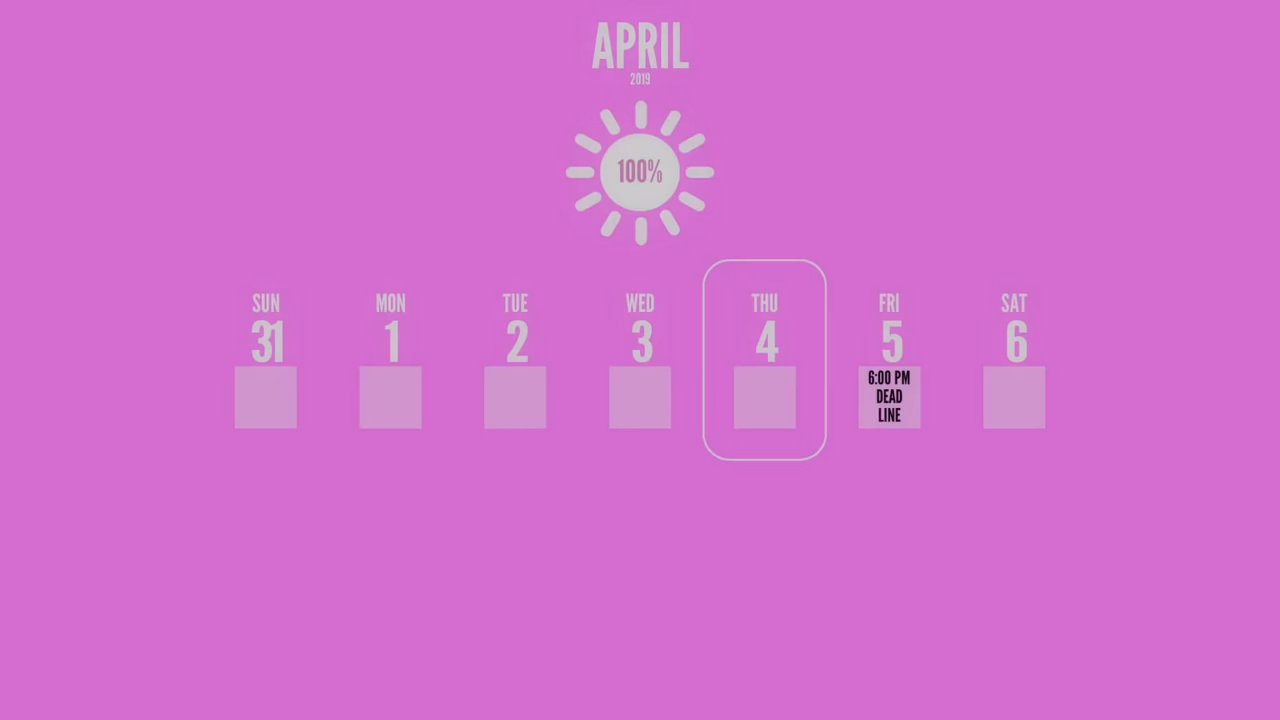 APRIL
2019
100%
SUN MON TUE WED THU FRI SAT
31 1 2 3 4 5 6
6:00 PM
DEAD
LINE